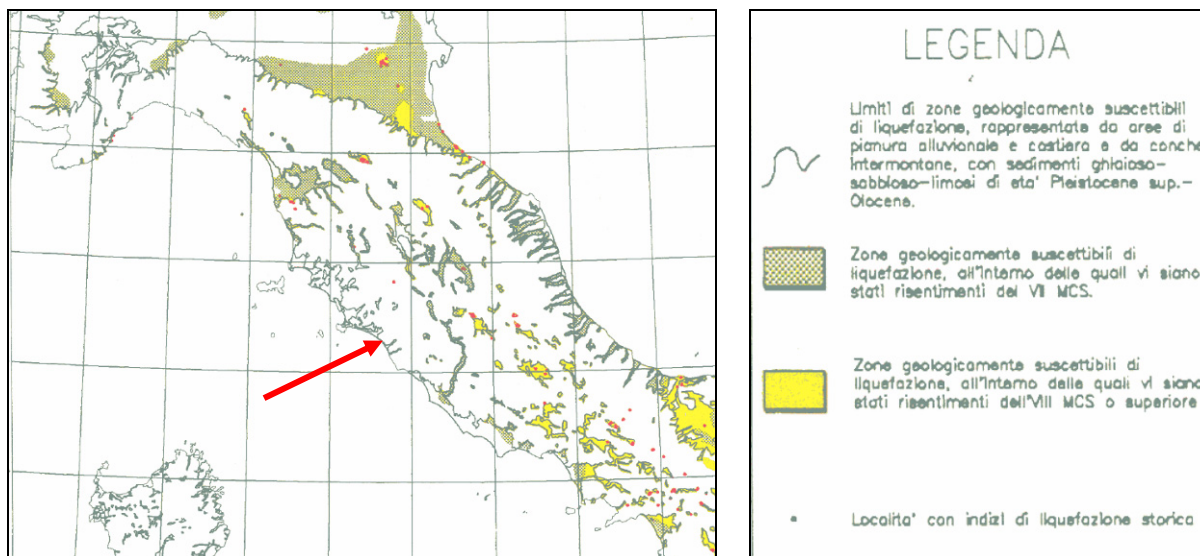 LEGENDA
Limiti di zone geologicamente suscettibili
di liquefazione, rappresentate da aree di
pianura alluvionale e costiera e da conche
intermontane, con sedimenti ghiaioso-
sabbioso-limosi di eta' Pleistocene sup.-
Olocene.
Zone geologicamente suscettibili di
liquefazione, all'interno delle quali vi siano
stati risentimenti del VII MCS.
Zone geologicamente suscettibili di
liquefazione, all'interno delle quali vi siano
stati risentimenti dell'VIII MCS o superiore
Localita' con indizi di liquefazione storica